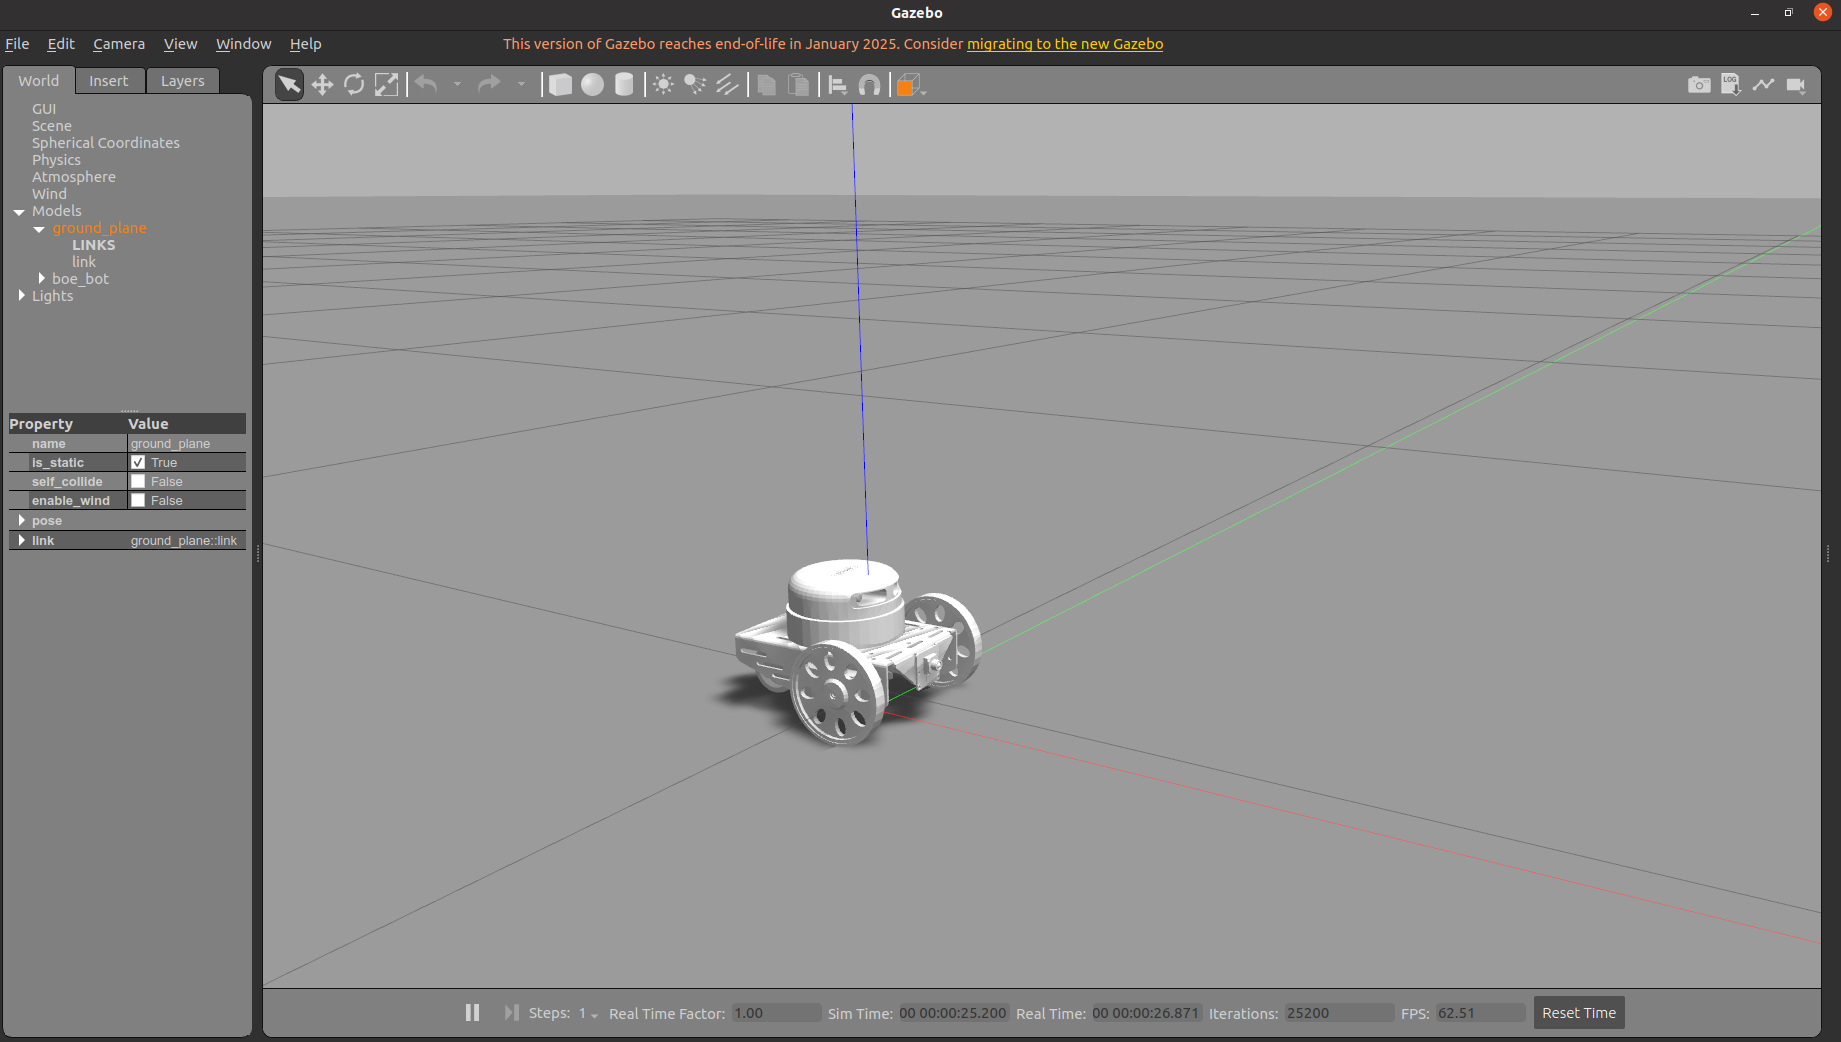 Gazebo
File Edit Camera View Window Help
This version of Gazebo reaches end-of-life in January 2025. Consider migrating to the new Gazebo
World Insert Layers
LOG
GUI
Scene
Spherical Coordinates
Physics
Atmosphere
Wind
Models
ground_plane
LINKS
link
boe_bot
Lights
Property Value
name ground_plane
is_static True
self_collide False
enable_wind False
pose
link ground_plane::link
Steps: 1 Real Time Factor: 1.00 Sim Time: 00 00:00:25.200 Real Time: 00 00:00:26.871 Iterations: 25200 FPS: 62.51 Reset Time